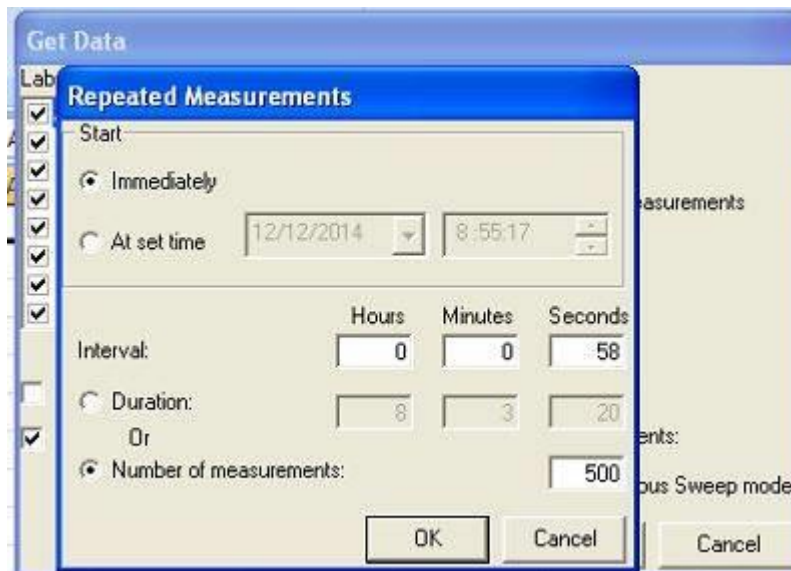 Get Data
Lab
Repeated Measurements
Start
Immediately
At set time 12/12/2014 8:55:17
easurements
Hours Minutes Seconds
Interval: 0 0 58
Duration: 8 3 20
Or
ents:
Number of measurements: 500
ous Sweep mode
OK Cancel Cancel